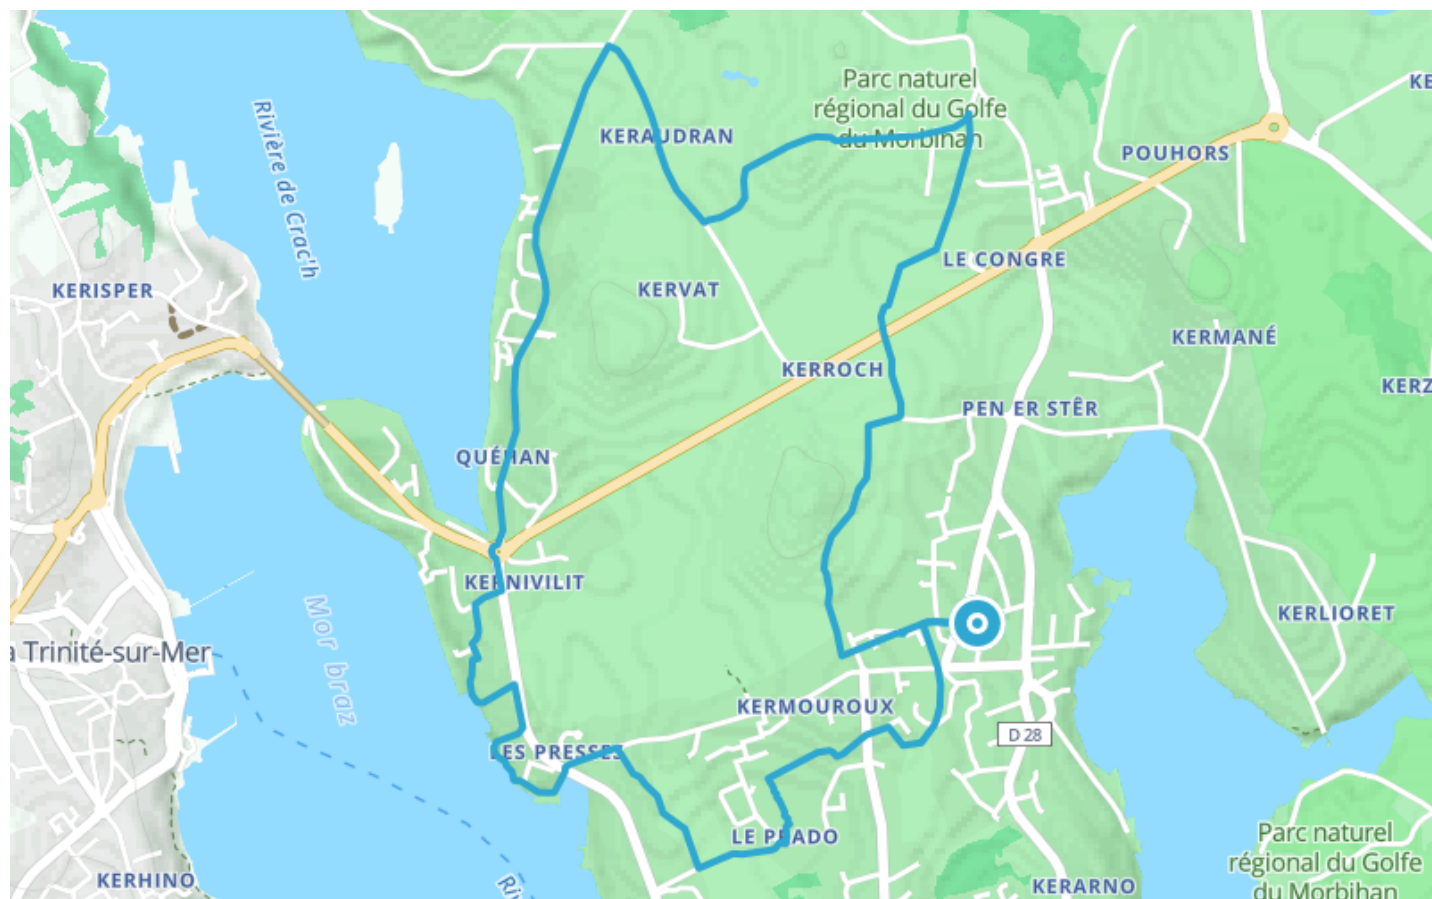 Parc naturel
régional du Golfe
du Morbihan
Rivière de Crac'h
KERAUDRAN
POUHORS
LE CONGRE
KERISPER
KERVAT
KERMANÉ
KERROCH
PEN ER STÊR
QUÉHAN
KERNIVILIT
KERLIORET
a Trinité-sur-Mer
Mor braz
KERMOUROUX
D 28
LES PRESSES
LE PRADO
Parc naturel
régional du Golfe
du Morbihan
KERHINO
KERARNO